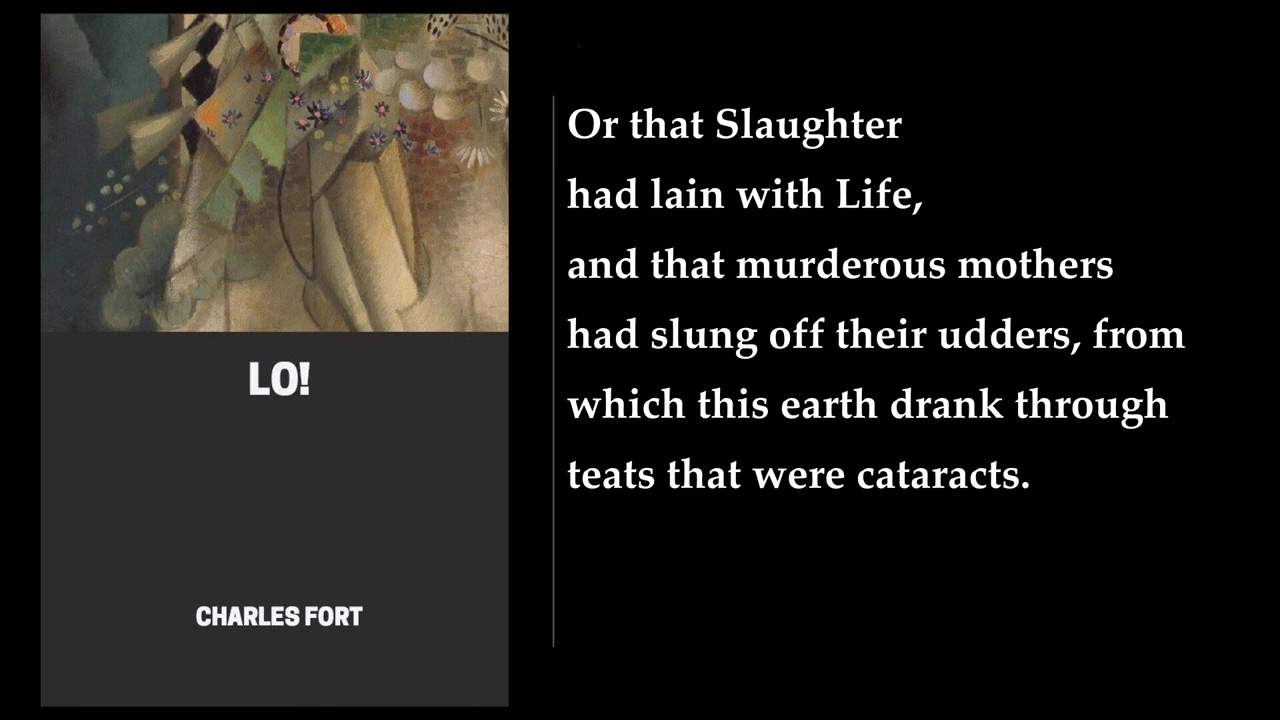 LO!
CHARLES FORT
Or that Slaughter
had lain with Life,
and that murderous mothers
had slung off their udders, from
which this earth drank through
teats that were cataracts.